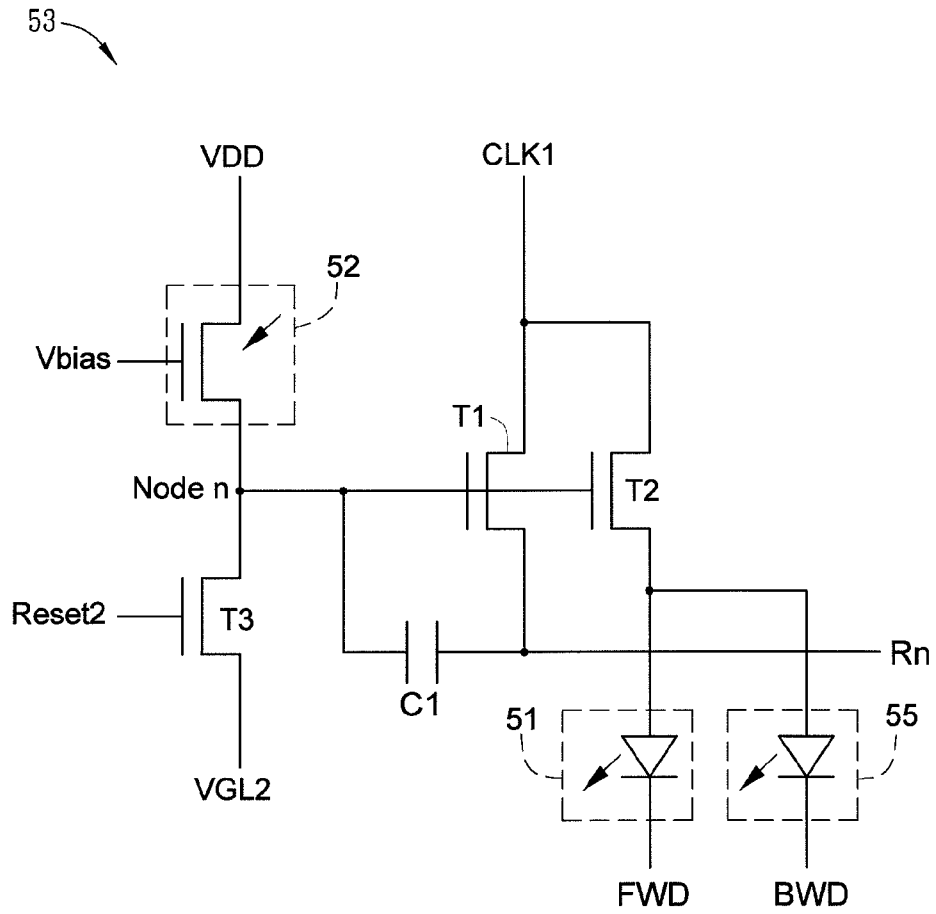 53
VDD
CLK1
52
Vbias
T1
Node n
T2
Reset2
T3
Rn
C1
51
55
VGL2
FWD
BWD